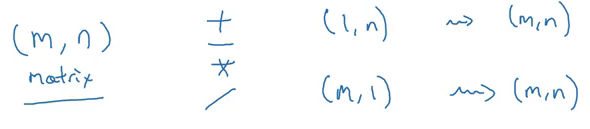 (m, n) + (1, n) ⇝ (m, n)
matrix - *
/ (m, 1) ⇝ (m, n)